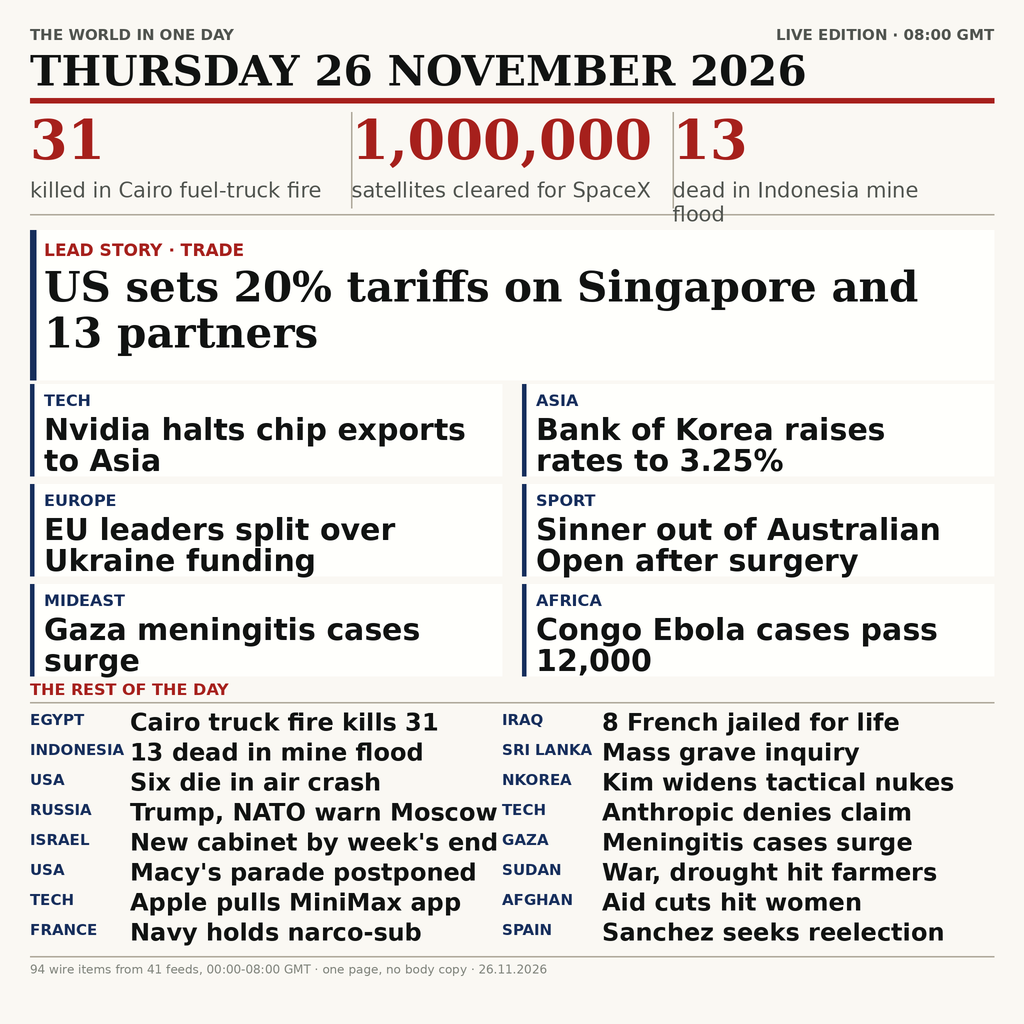 THE WORLD IN ONE DAY
LIVE EDITION · 08:00 GMT
THURSDAY 26 NOVEMBER 2026
31
killed in Cairo fuel-truck fire
1,000,000
satellites cleared for SpaceX
13
dead in Indonesia mine
flood
LEAD STORY · TRADE
US sets 20% tariffs on Singapore and
13 partners
TECH
Nvidia halts chip exports
to Asia
ASIA
Bank of Korea raises
rates to 3.25%
EUROPE
EU leaders split over
Ukraine funding
SPORT
Sinner out of Australian
Open after surgery
MIDEAST
Gaza meningitis cases
surge
AFRICA
Congo Ebola cases pass
12,000
THE REST OF THE DAY
EGYPT Cairo truck fire kills 31
INDONESIA 13 dead in mine flood
USA Six die in air crash
RUSSIA Trump, NATO warn Moscow
ISRAEL New cabinet by week's end
USA Macy's parade postponed
TECH Apple pulls MiniMax app
FRANCE Navy holds narco-sub
IRAQ 8 French jailed for life
SRI LANKA Mass grave inquiry
NKOREA Kim widens tactical nukes
TECH Anthropic denies claim
GAZA Meningitis cases surge
SUDAN War, drought hit farmers
AFGHAN Aid cuts hit women
SPAIN Sanchez seeks reelection
94 wire items from 41 feeds, 00:00-08:00 GMT · one page, no body copy · 26.11.2026